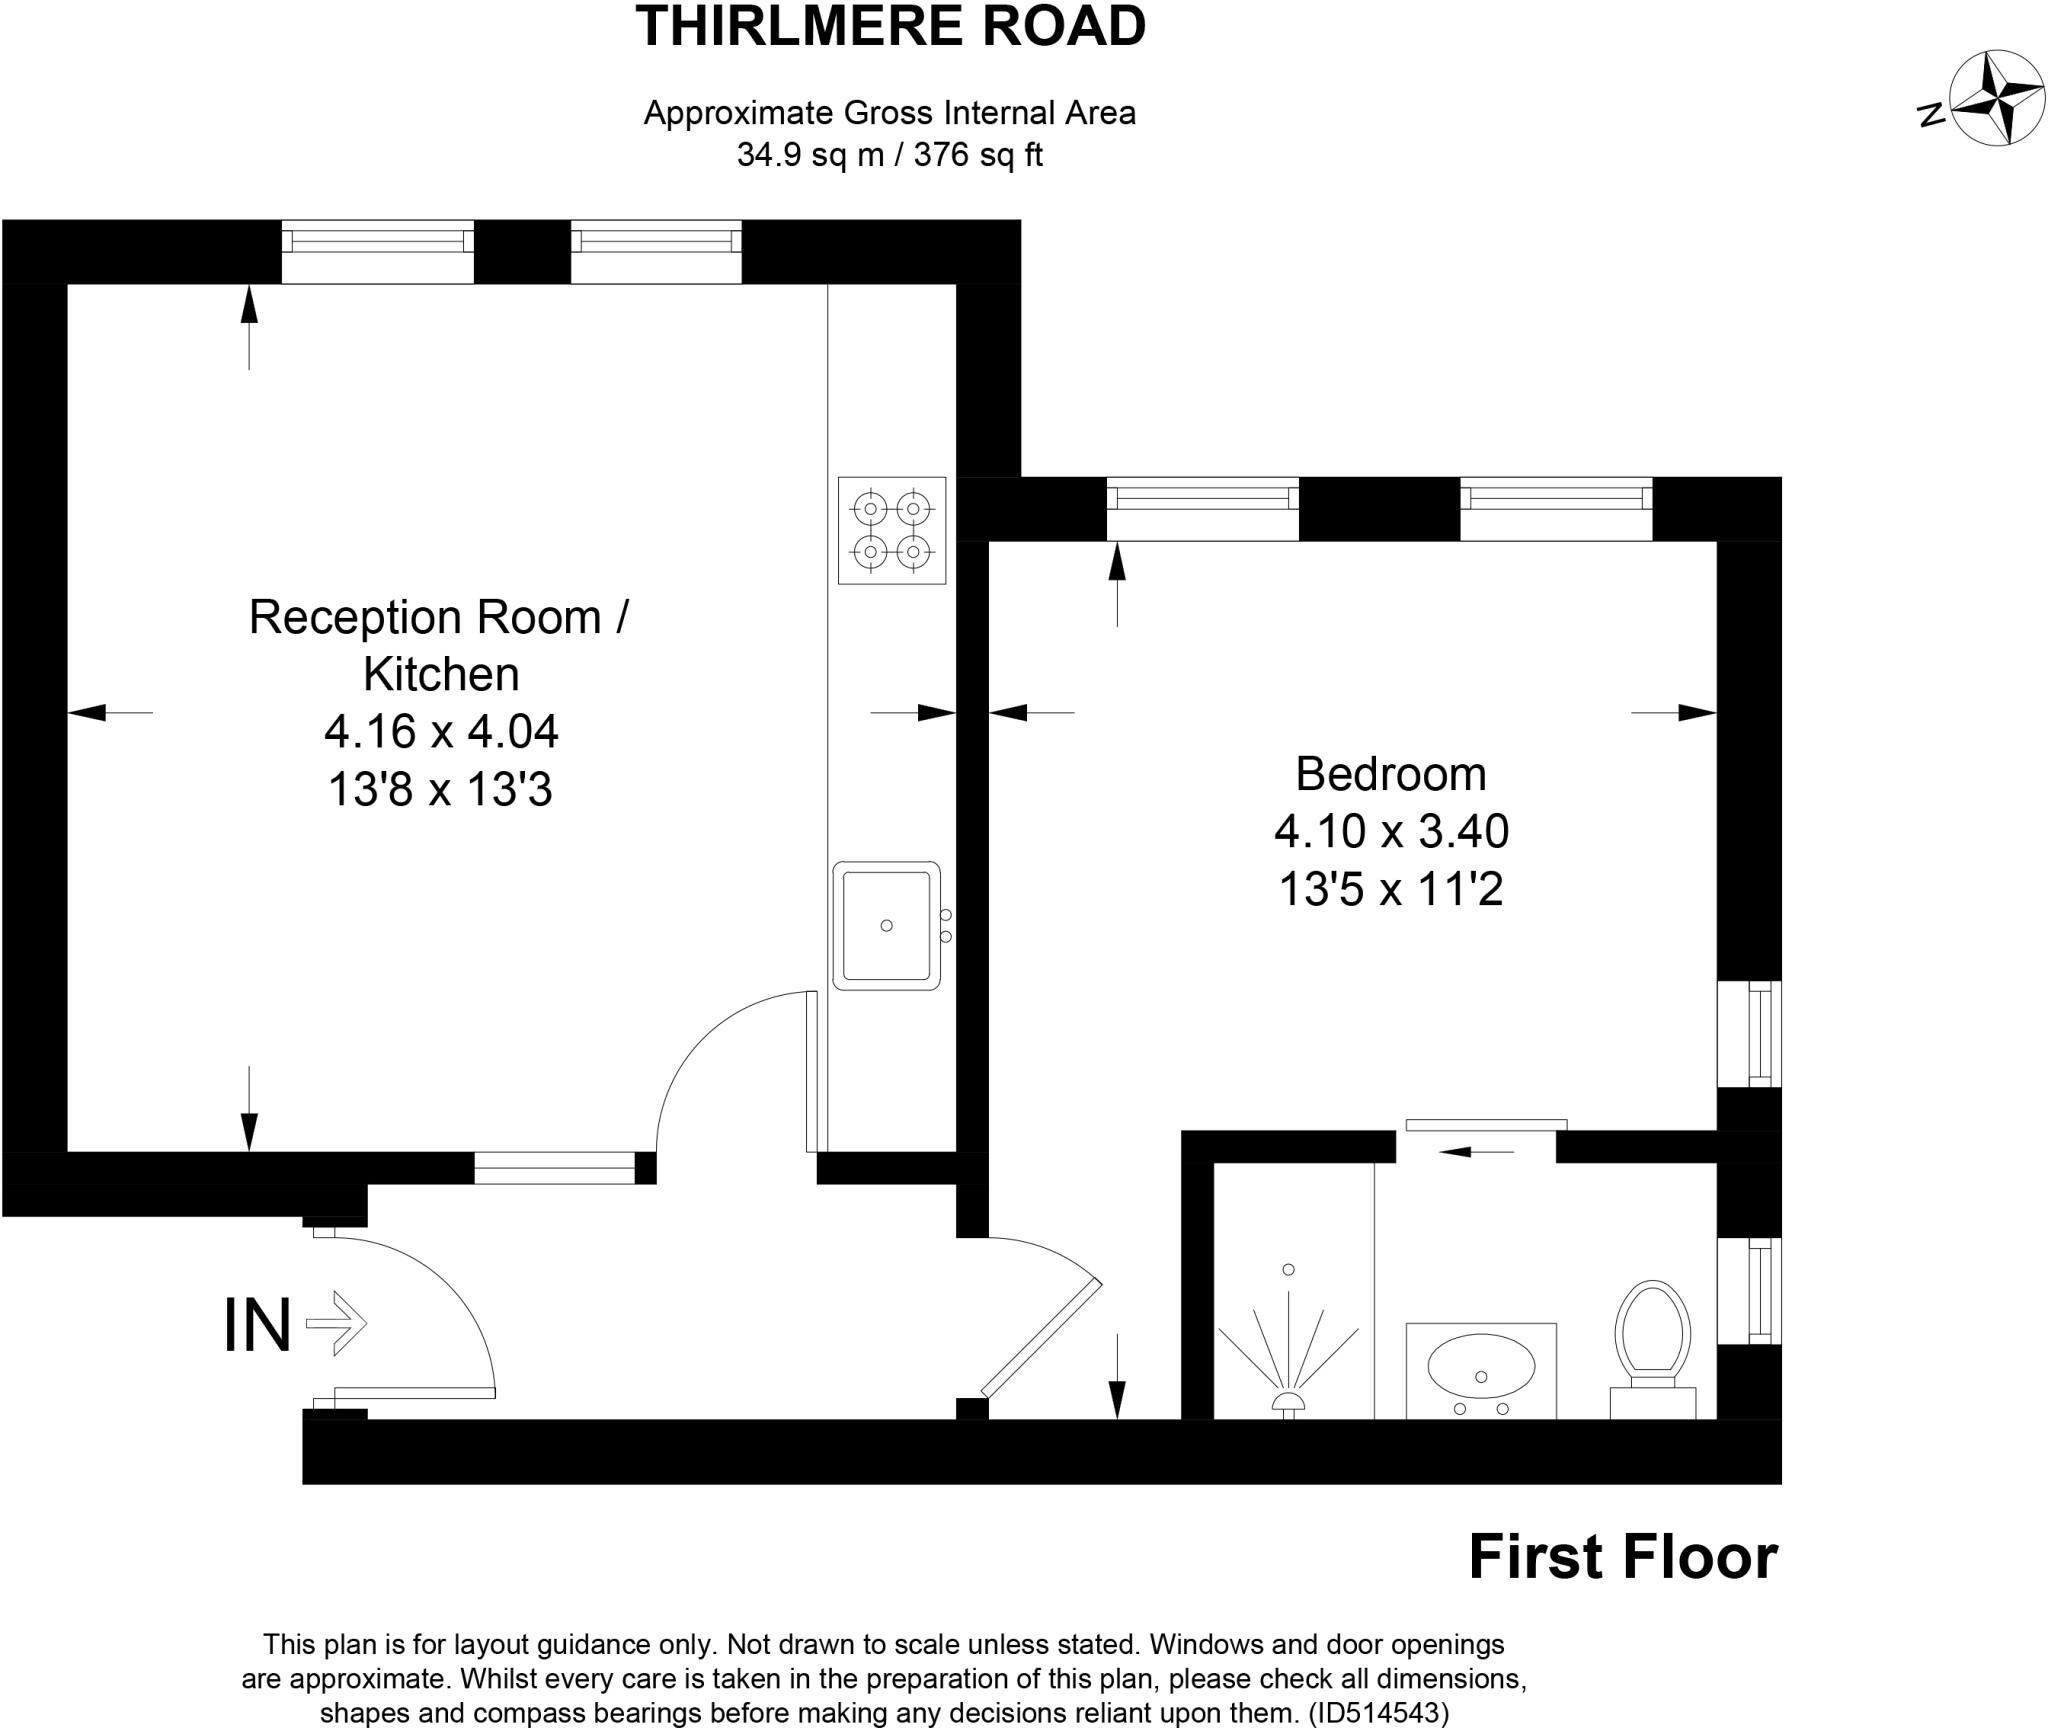 THIRLMERE ROAD
Approximate Gross Internal Area
34.9 sq m / 376 sq ft
N
Reception Room /
Kitchen
4.16 x 4.04
13'8 x 13'3
Bedroom
4.10 x 3.40
13'5 x 11'2
IN
First Floor
This plan is for layout guidance only. Not drawn to scale unless stated. Windows and door openings
are approximate. Whilst every care is taken in the preparation of this plan, please check all dimensions,
shapes and compass bearings before making any decisions reliant upon them. (ID514543)